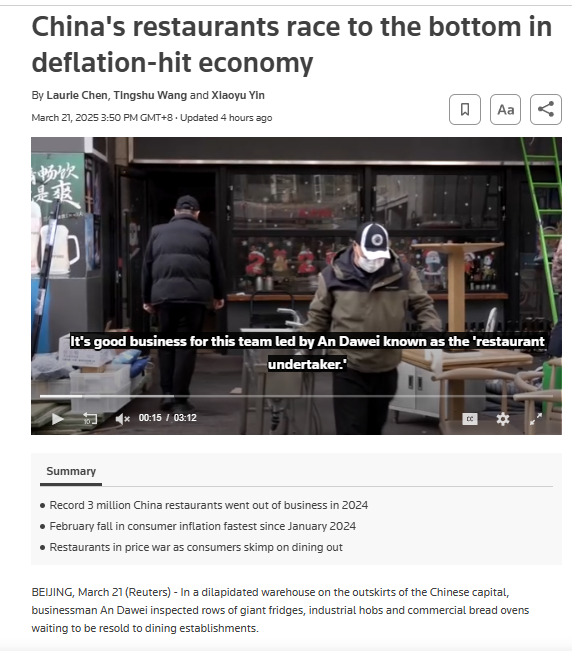 China's restaurants race to the bottom in
deflation-hit economy
By Laurie Chen, Tingshu Wang and Xiaoyu Yin
March 21, 2025 3:50 PM GMT+8 · Updated 4 hours ago
Aa
畅饮
是爽
It's good business for this team led by An Dawei known as the 'restaurant
undertaker.'
10
00:15 / 03:12
CC
Summary
• Record 3 million China restaurants went out of business in 2024
• February fall in consumer inflation fastest since January 2024
• Restaurants in price war as consumers skimp on dining out
BEIJING, March 21 (Reuters) - In a dilapidated warehouse on the outskirts of the Chinese capital,
businessman An Dawei inspected rows of giant fridges, industrial hobs and commercial bread ovens
waiting to be resold to dining establishments.